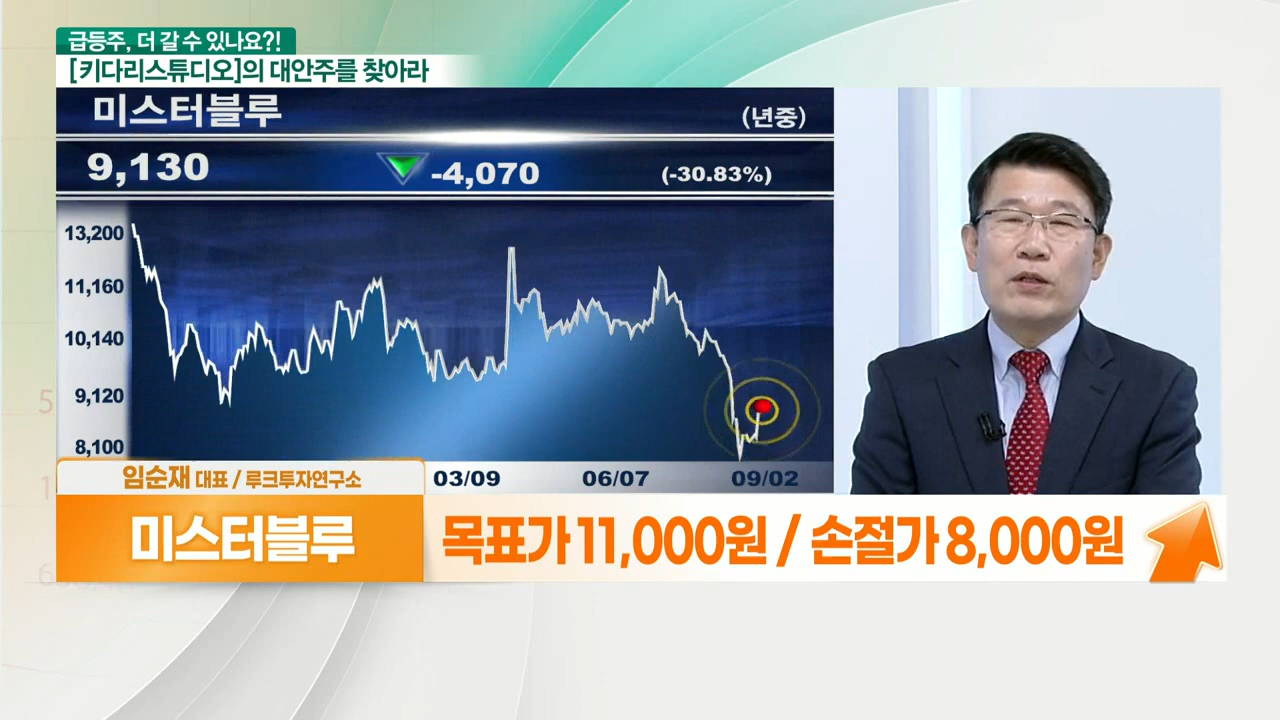 급등주, 더 갈 수 있나요?!
[키다리스튜디오]의 대안주를 찾아라
미스터블루 (년중)
9,130 -4,070 (-30.83%)
13,200
11,160
10,140
9,120
8,100
03/09 06/07 09/02
임순재 대표 / 루크투자연구소
미스터블루 목표가 11,000원 / 손절가 8,000원